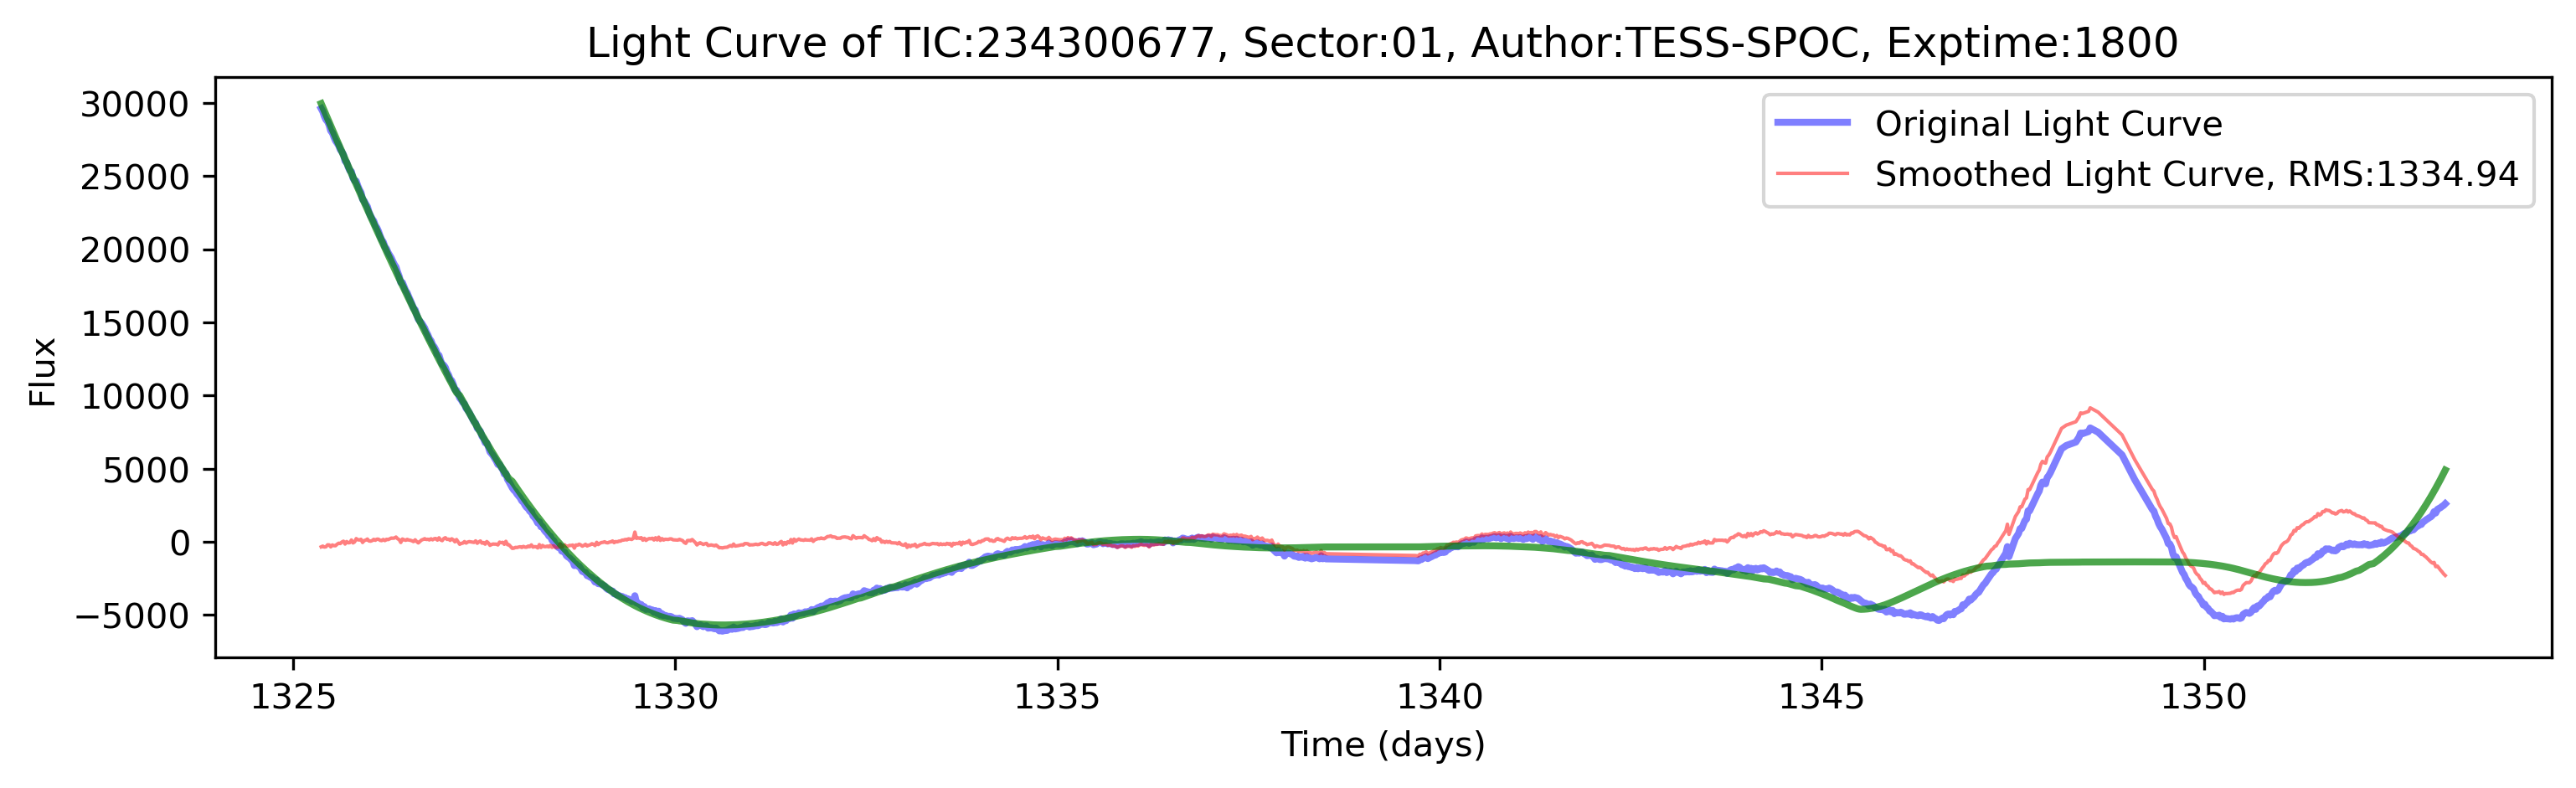 Light Curve of TIC:234300677, Sector:01, Author:TESS-SPOC, Exptime:1800
30000
25000
20000
15000
10000
5000
0
−5000
Flux
Original Light Curve
Smoothed Light Curve, RMS:1334.94
1325 1330 1335 1340 1345 1350
Time (days)